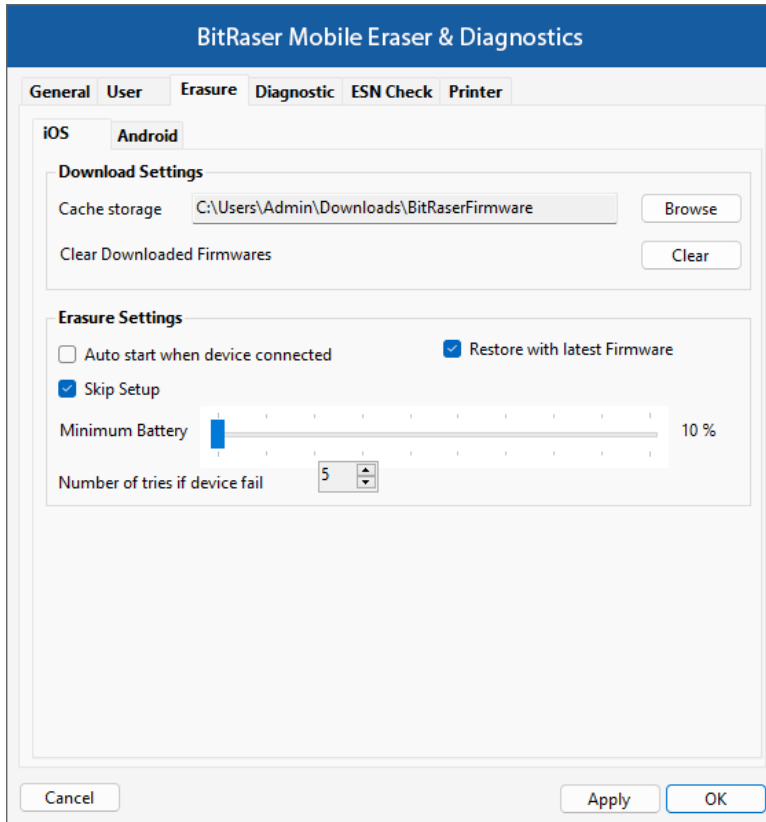 BitRaser Mobile Eraser & Diagnostics
General User Erasure Diagnostic ESN Check Printer
iOS Android
Download Settings
Cache storage C:\Users\Admin\Downloads\BitRaserFirmware Browse
Clear Downloaded Firmwares Clear
Erasure Settings
Auto start when device connected Restore with latest Firmware
Skip Setup
Minimum Battery 10 %
Number of tries if device fail 5
Cancel Apply OK